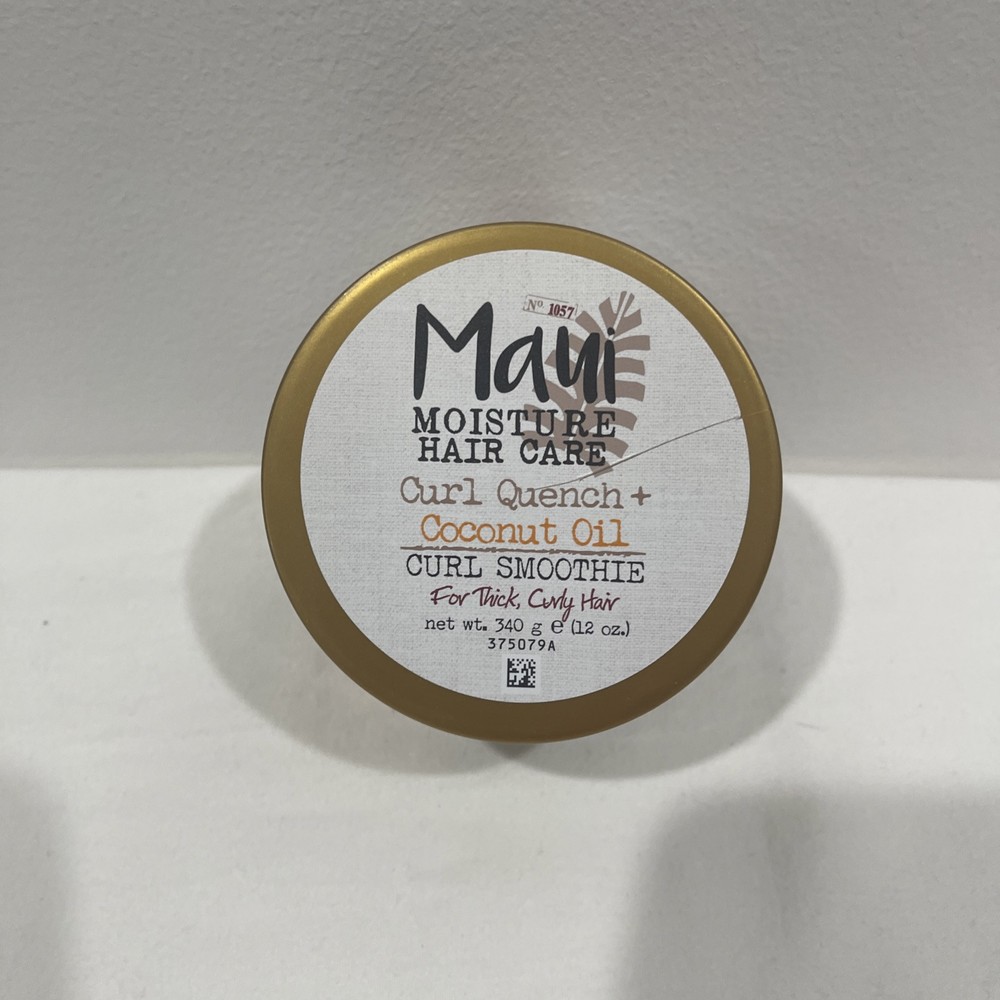 Nº 1057
Maui
MOISTURE
HAIR CARE
Curl Quench +
Coconut Oil
CURL SMOOTHIE
For Thick, Curly Hair
net wt. 340 g e (12 oz.)
375079A